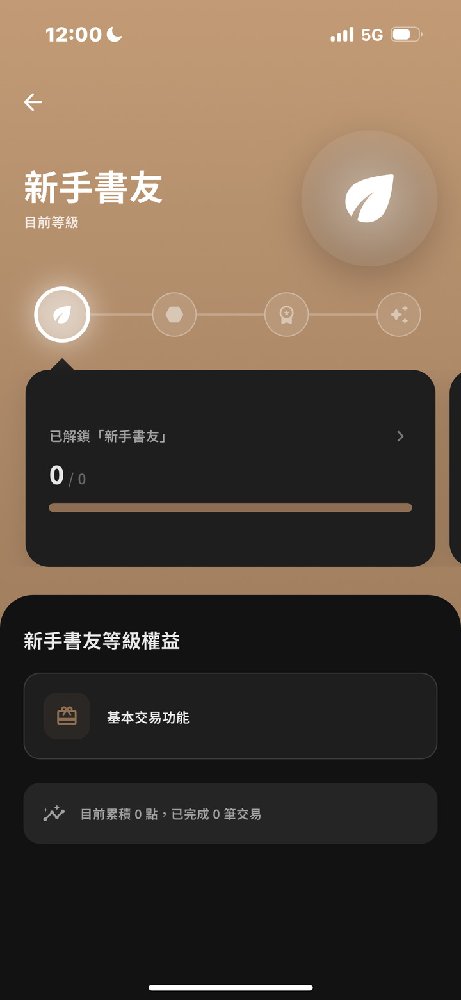 12:00
5G
新手書友
目前等級
已解鎖「新手書友」
0 / 0
新手書友等級權益
基本交易功能
目前累積 0 點，已完成 0 筆交易